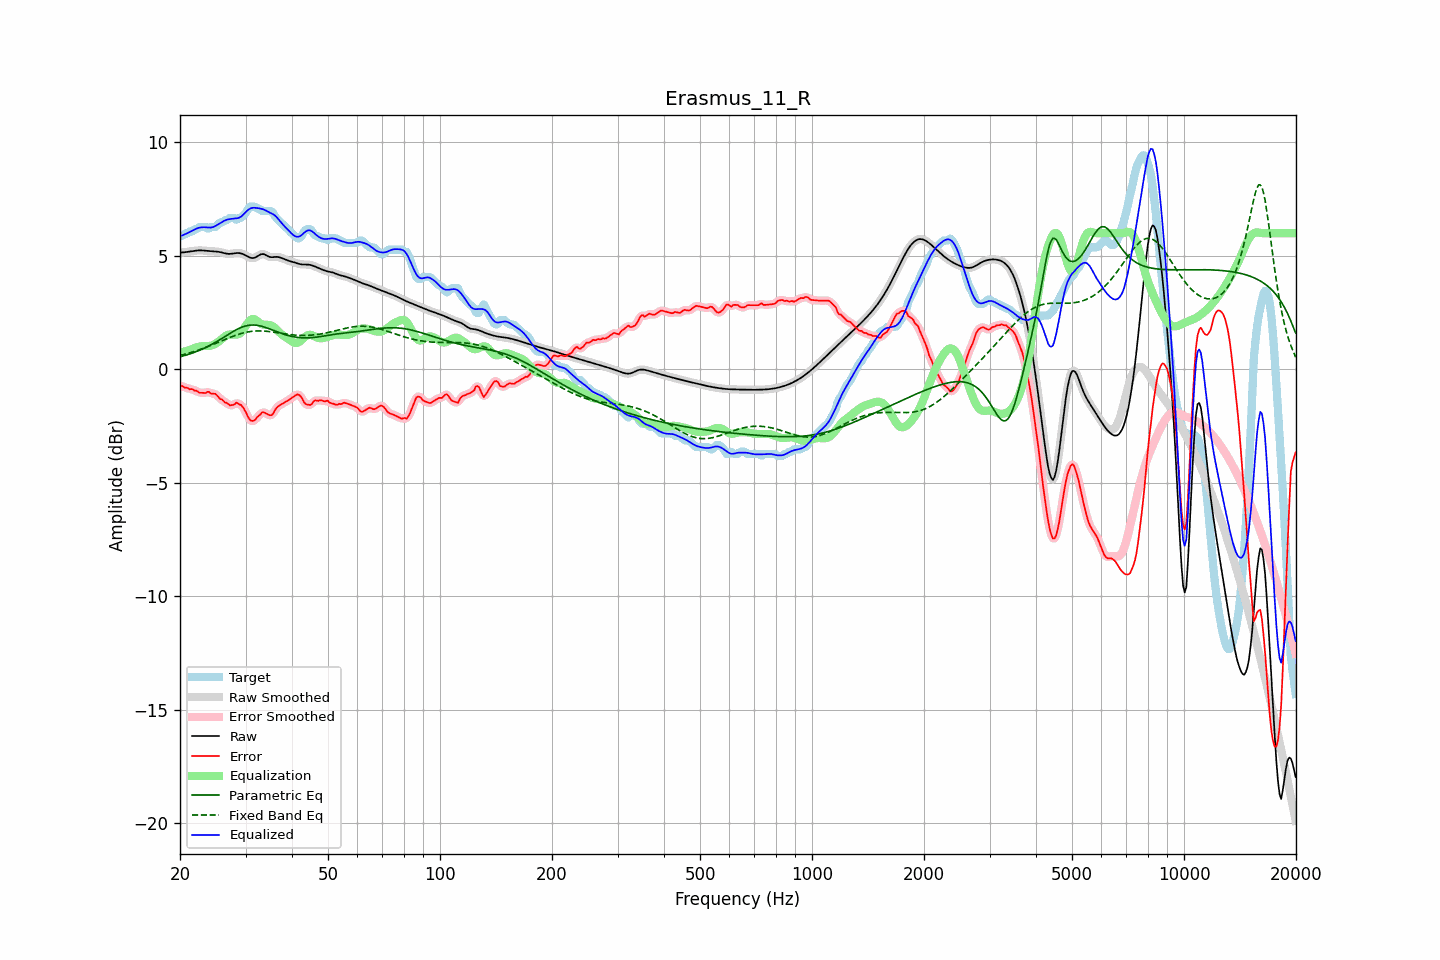 Erasmus_11_R
10
5
0
−5
−10
−15
−20
Amplitude (dBr)
Target
Raw Smoothed
Error Smoothed
Raw
Error
Equalization
Parametric Eq
Fixed Band Eq
Equalized
20 50 100 200 500 1000 2000 5000 10000 20000
Frequency (Hz)